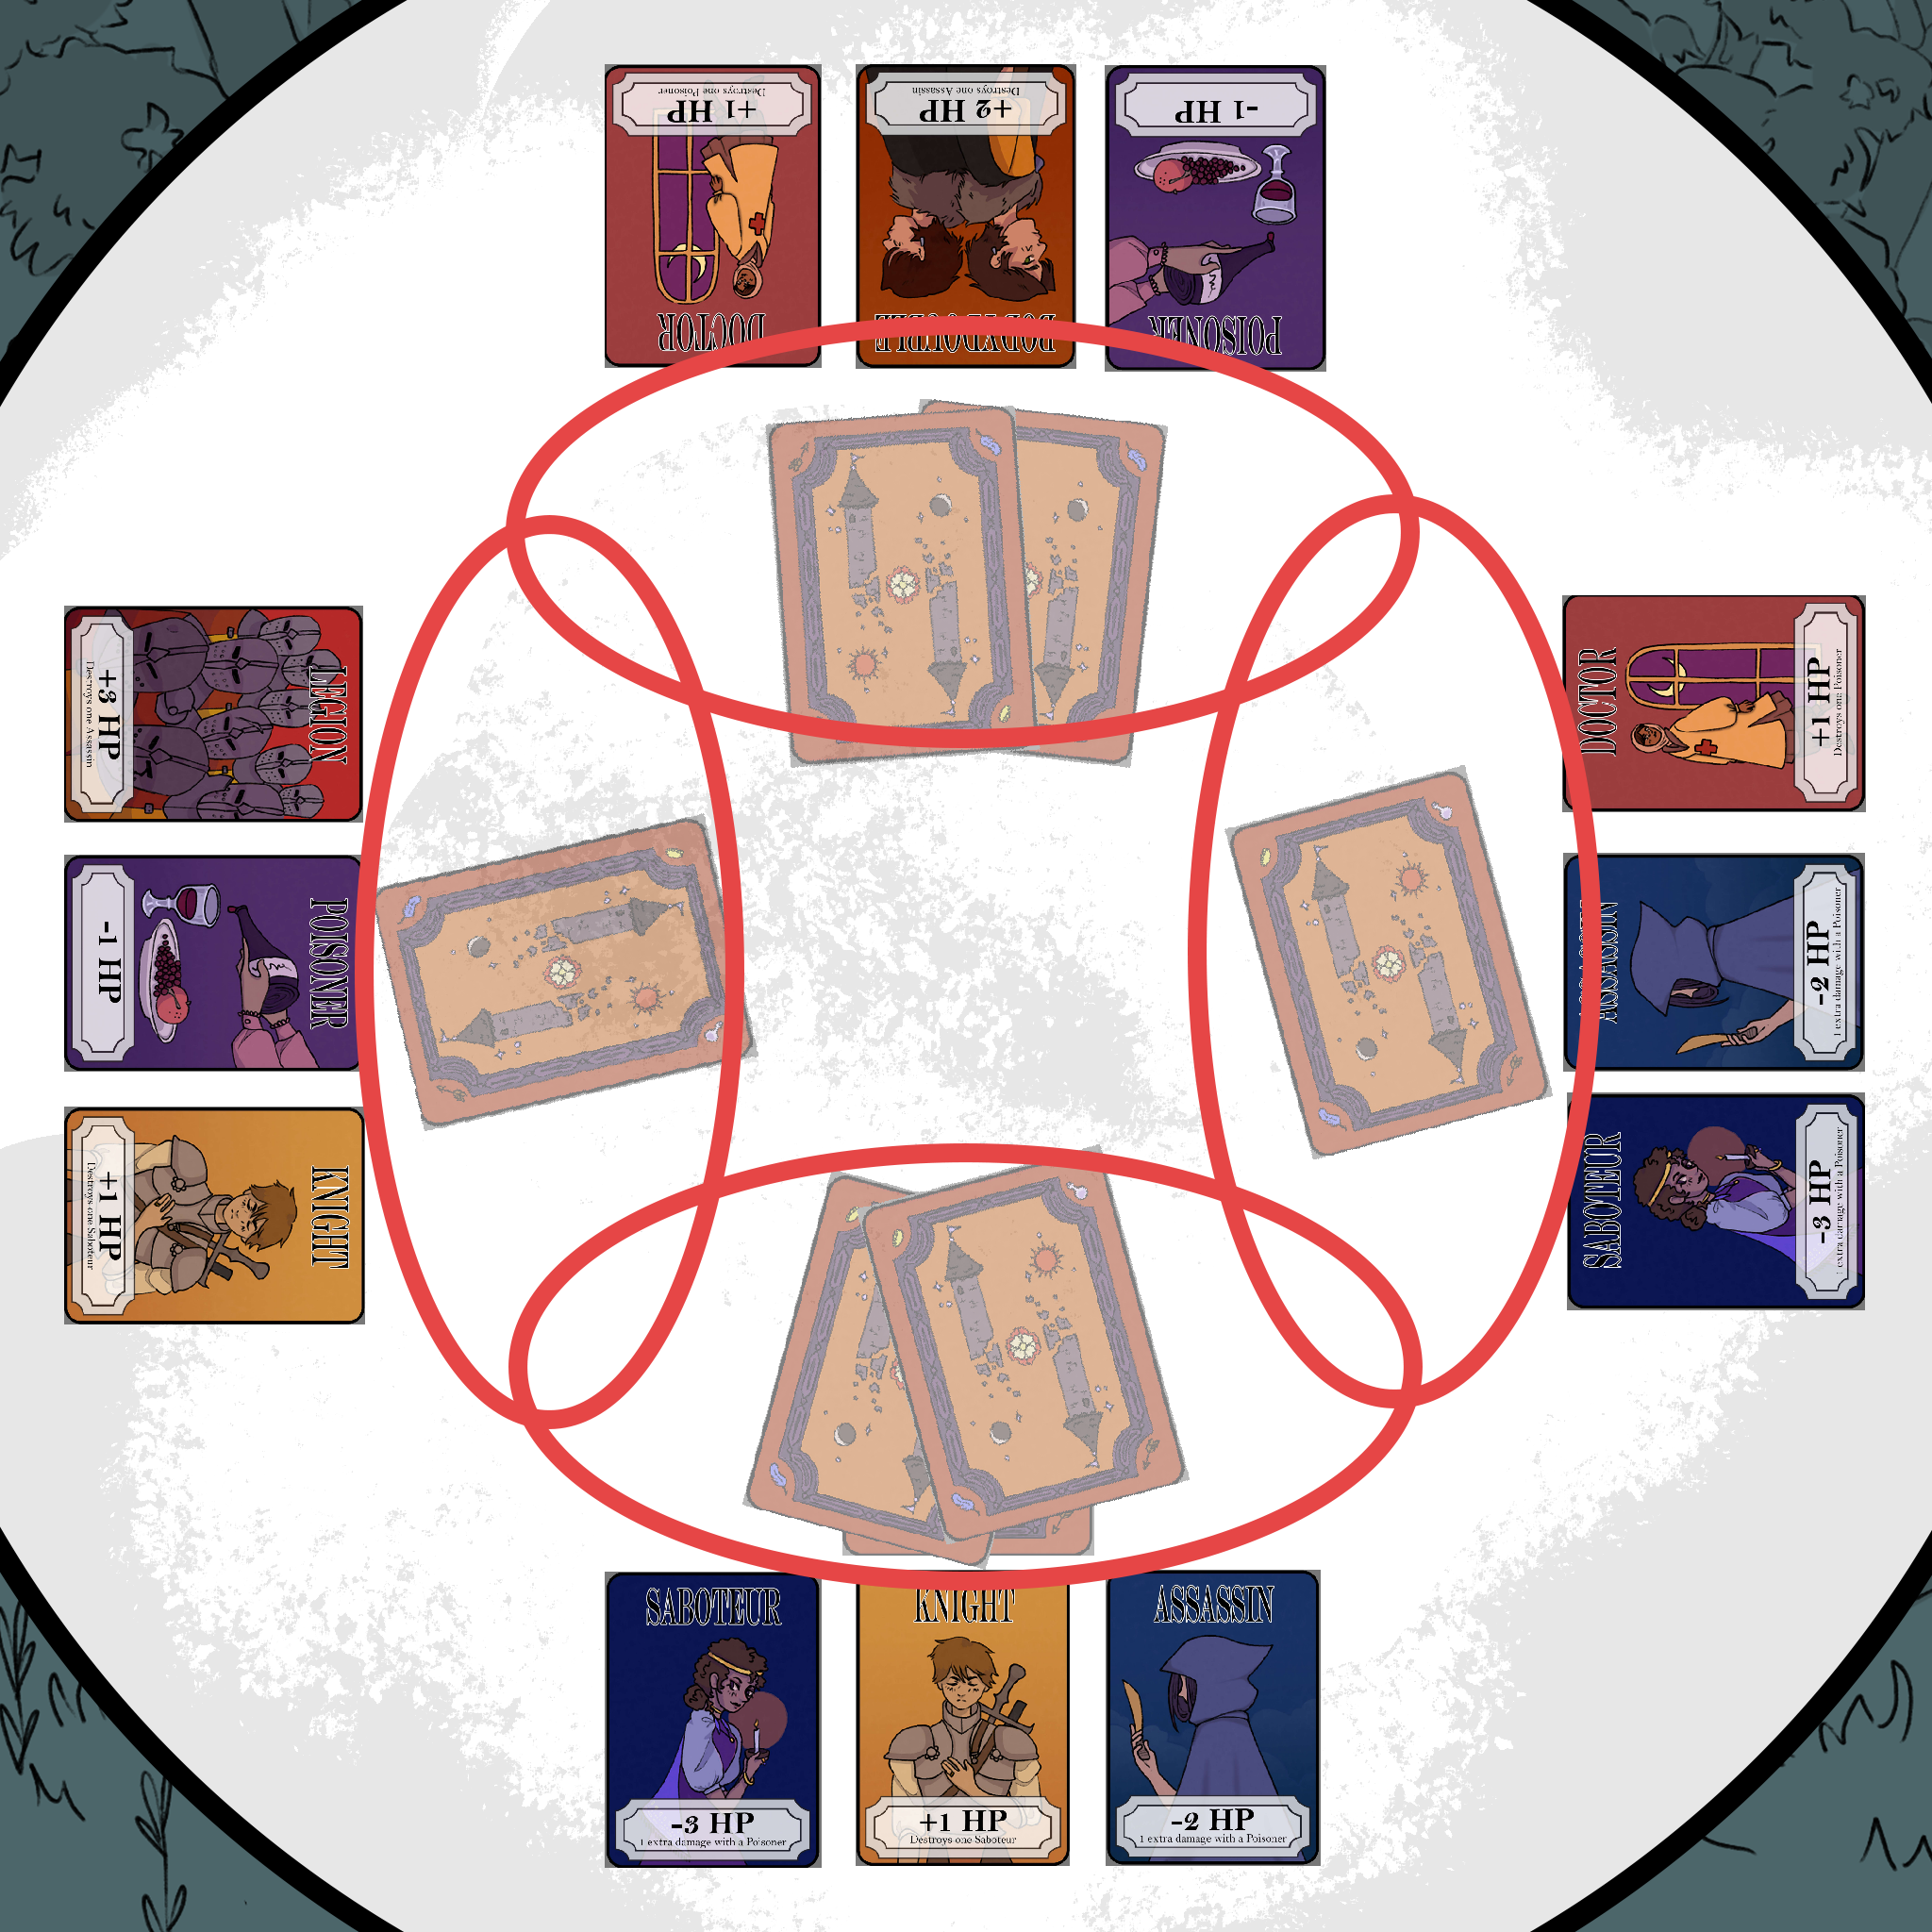 +1 HP
Destroys one Poisoner
DOCTOR
+2 HP
Destroys one Assassin
BODYDOUBLE
-1 HP
POISONER
LEGION
+3 HP
Destroys one Assassin
POISONER
-1 HP
KNIGHT
+1 HP
Destroys one Saboteur
DOCTOR
+1 HP
Destroys one Poisoner
ASSASSIN
-2 HP
1 extra damage with a Poisoner
SABOTEUR
-3 HP
1 extra damage with a Poisoner
SABOTEUR
-3 HP
1 extra damage with a Poisoner
KNIGHT
+1 HP
Destroys one Saboteur
ASSASSIN
-2 HP
1 extra damage with a Poisoner